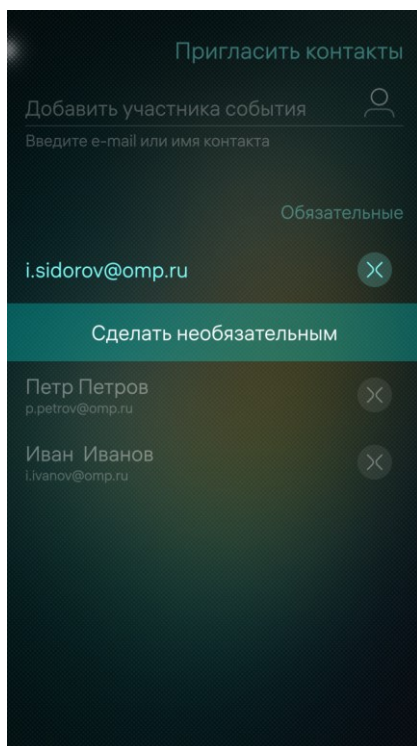 Пригласить контакты
Добавить участника события
Введите e-mail или имя контакта
Обязательные
i.sidorov@omp.ru
Сделать необязательным
Петр Петров
p.petrov@omp.ru
Иван Иванов
i.ivanov@omp.ru